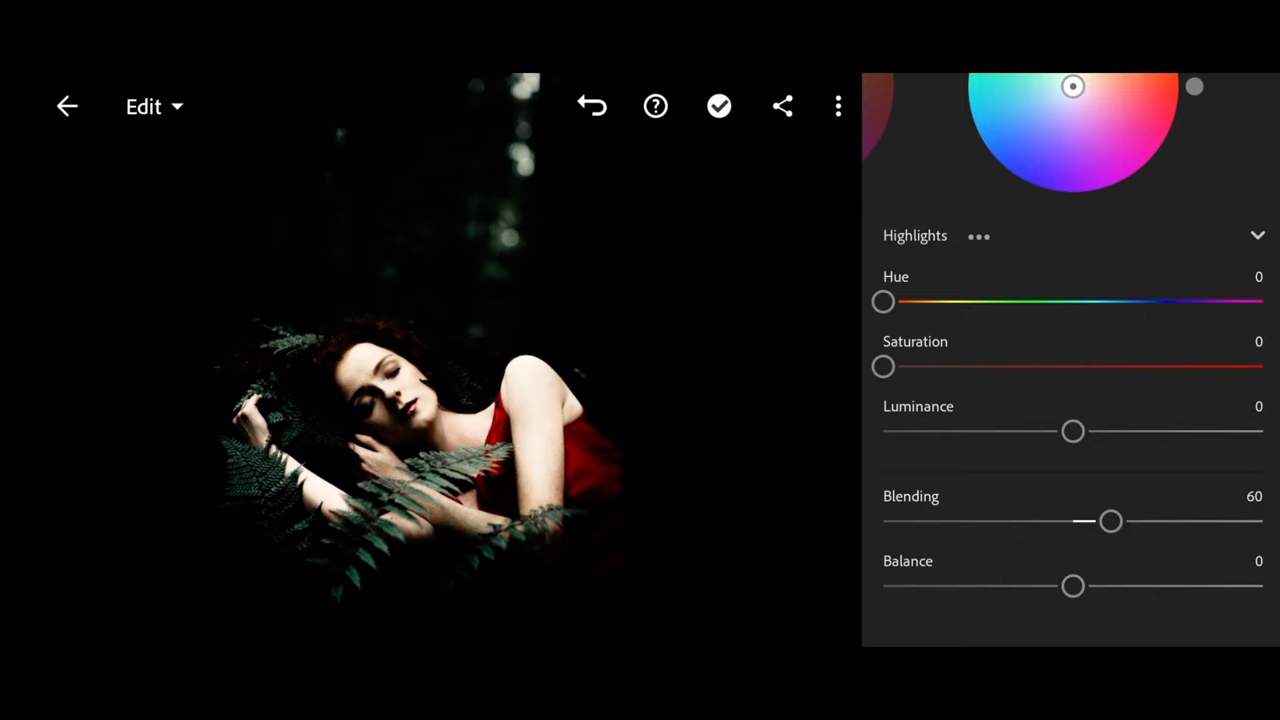 Edit
Highlights
Hue 0
Saturation 0
Luminance 0
Blending 60
Balance 0